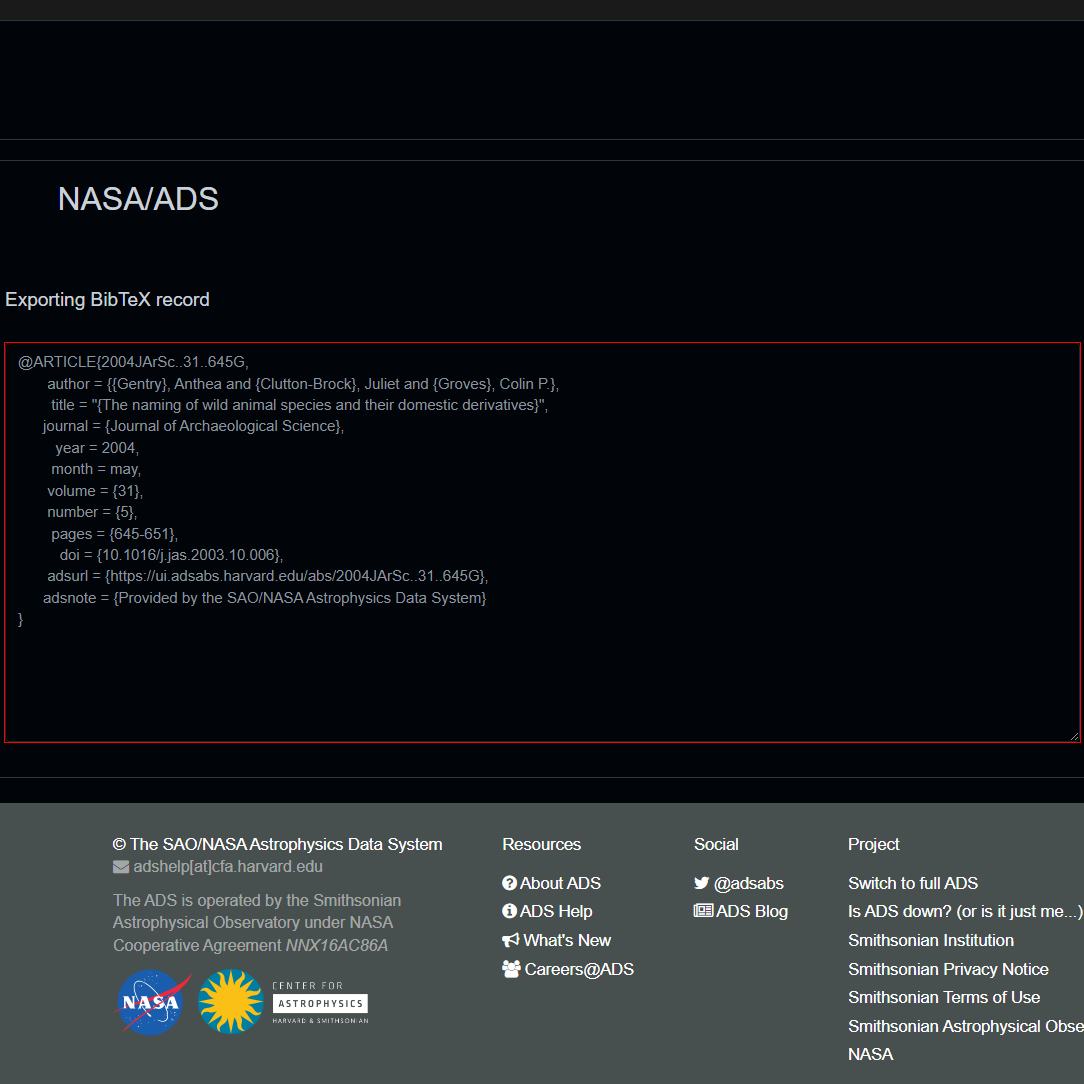 NASA/ADS
Exporting BibTeX record
@ARTICLE{2004JArSc..31..645G,
author = {{Gentry}, Anthea and {Clutton-Brock}, Juliet and {Groves}, Colin P.},
title = "{The naming of wild animal species and their domestic derivatives}",
journal = {Journal of Archaeological Science},
year = 2004,
month = may,
volume = {31},
number = {5},
pages = {645-651},
doi = {10.1016/j.jas.2003.10.006},
adsurl = {https://ui.adsabs.harvard.edu/abs/2004JArSc..31..645G},
adsnote = {Provided by the SAO/NASA Astrophysics Data System}
}
© The SAO/NASA Astrophysics Data System
adshelp[at]cfa.harvard.edu
The ADS is operated by the Smithsonian
Astrophysical Observatory under NASA
Cooperative Agreement NNX16AC86A
NASA
CENTER FOR
ASTROPHYSICS
HARVARD & SMITHSONIAN
Resources
About ADS
ADS Help
What's New
Careers@ADS
Social
@adsabs
ADS Blog
Project
Switch to full ADS
Is ADS down? (or is it just me...)
Smithsonian Institution
Smithsonian Privacy Notice
Smithsonian Terms of Use
Smithsonian Astrophysical Obse
NASA